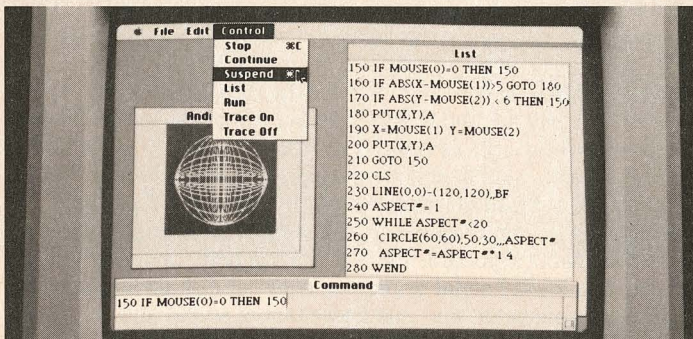 File Edit Control
Stop ⌘C
Continue
Suspend
List
Run
Trace On
Trace Off
List
150 IF MOUSE(0)=0 THEN 150
160 IF ABS(X-MOUSE(1))>5 GOTO 180
170 IF ABS(Y-MOUSE(2)) < 6 THEN 150
180 PUT(X,Y),A
190 X=MOUSE(1) Y=MOUSE(2)
200 PUT(X,Y),A
210 GOTO 150
220 CLS
230 LINE(0,0)-(120,120),,BF
240 ASPECT#= 1
250 WHILE ASPECT#<20
260 CIRCLE(60,60),50,30,,,ASPECT#
270 ASPECT#=ASPECT#*1 4
280 WEND
Command
150 IF MOUSE(0)=0 THEN 150